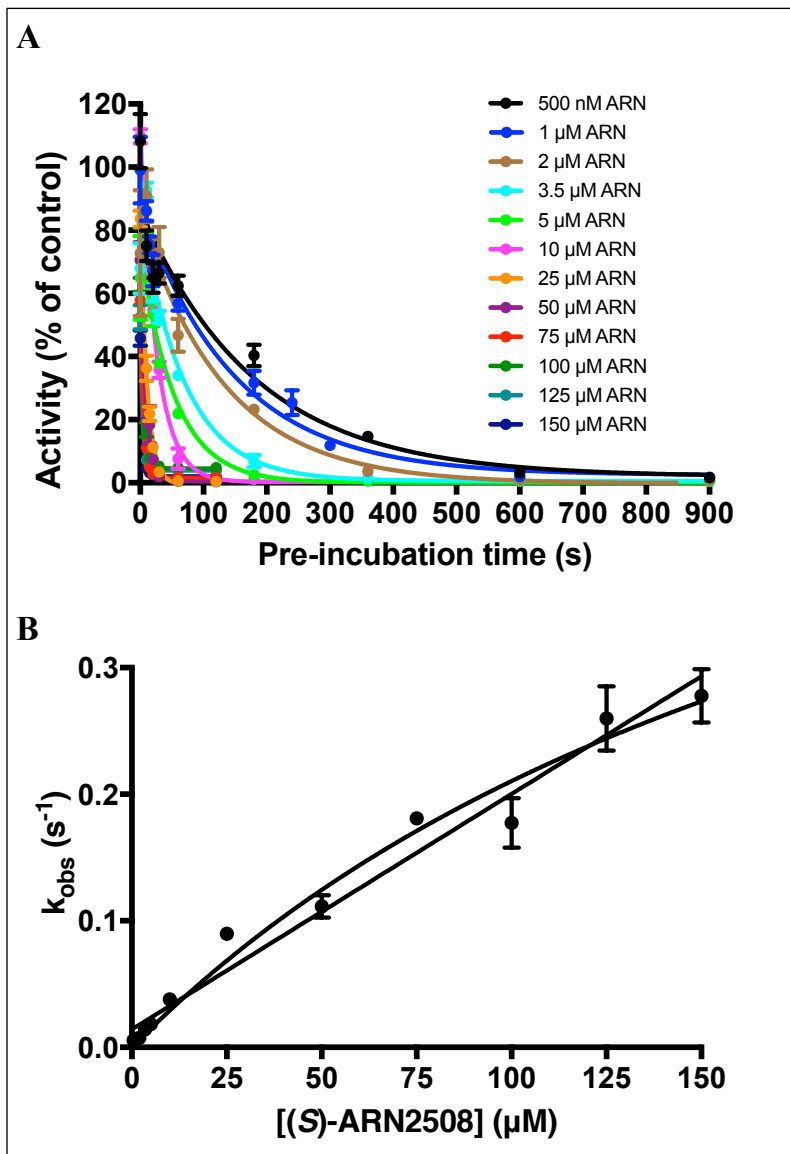 A
Activity (% of control)
120
100
80
60
40
20
0
0 100 200 300 400 500 600 700 800 900
Pre-incubation time (s)
500 nM ARN
1 µM ARN
2 µM ARN
3.5 µM ARN
5 µM ARN
10 µM ARN
25 µM ARN
50 µM ARN
75 µM ARN
100 µM ARN
125 µM ARN
150 µM ARN
B
k_obs (s⁻¹)
0.3
0.2
0.1
0.0
0 25 50 75 100 125 150
[(S)-ARN2508] (µM)